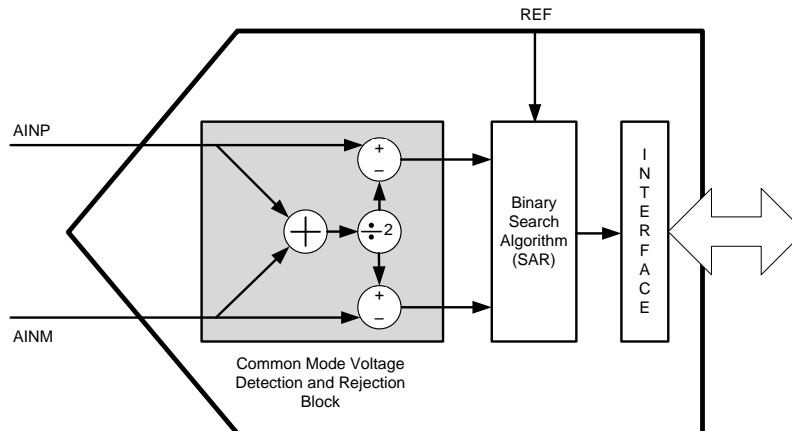 REF
AINP
+
−
÷2
+
−
Binary
Search
Algorithm
(SAR)
I
N
T
E
R
F
A
C
E
AINM
Common Mode Voltage
Detection and Rejection
Block